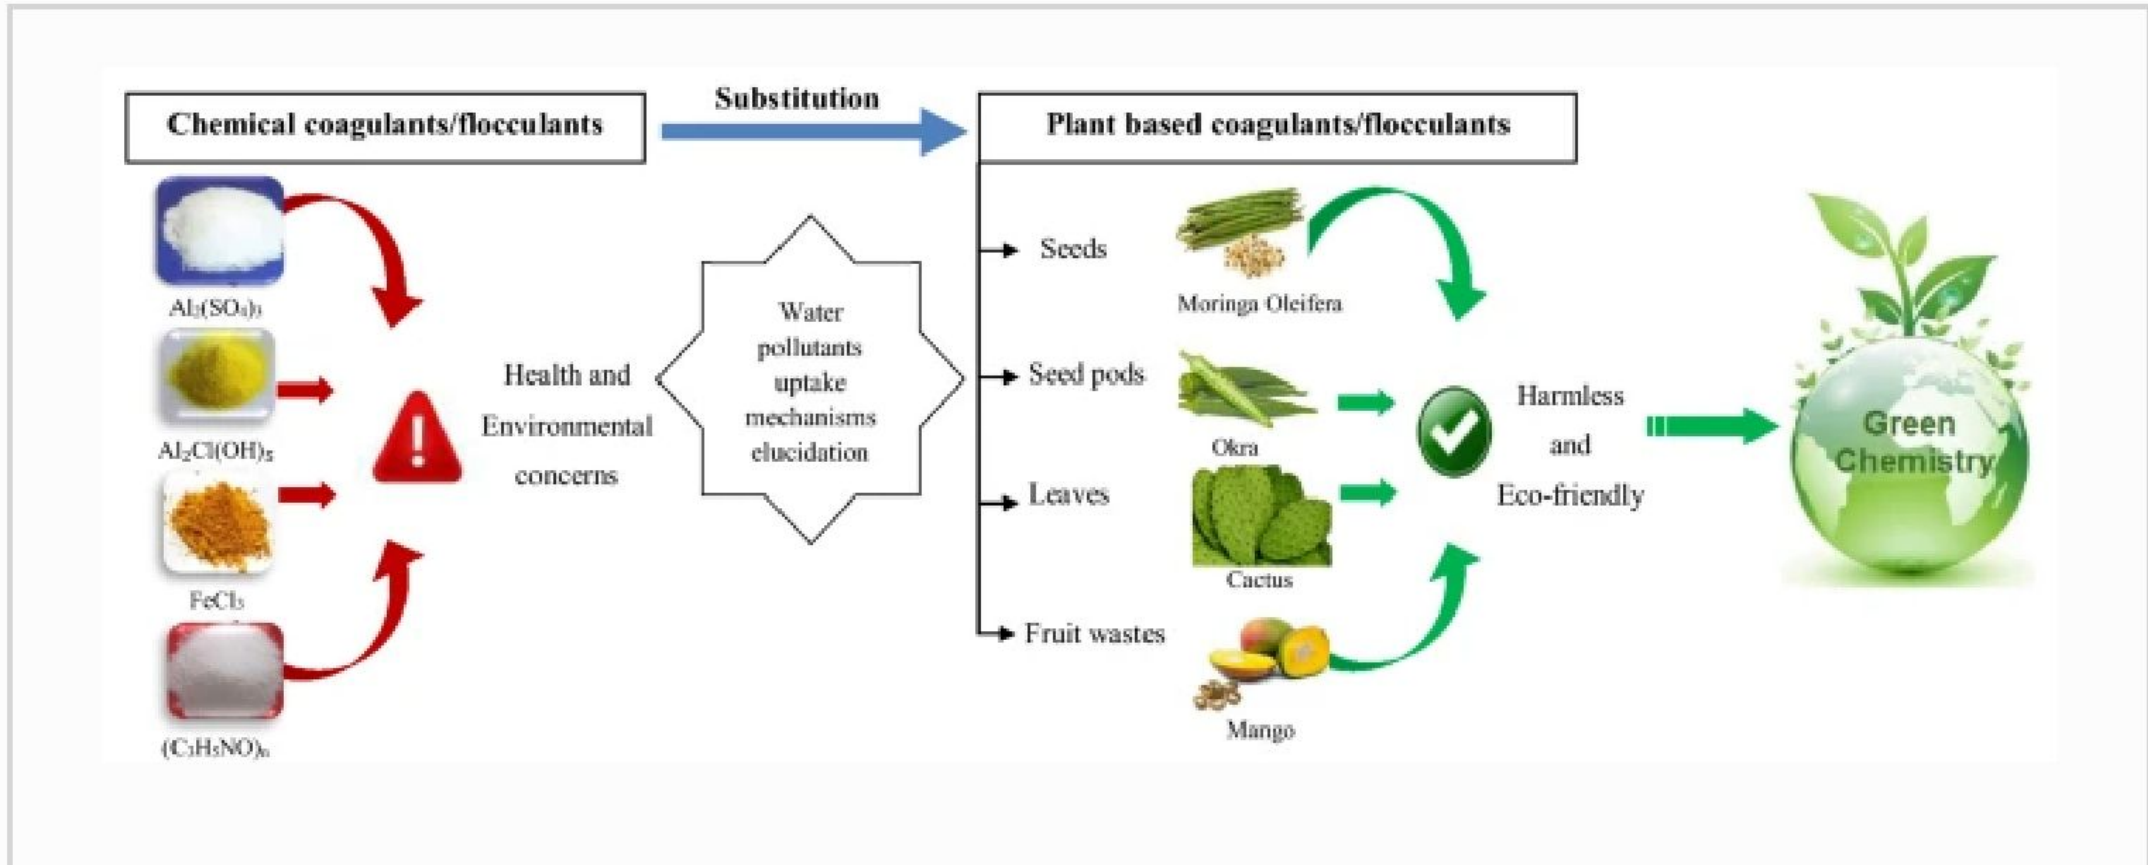 Chemical coagulants/flocculants
Substitution
Plant based coagulants/flocculants
Al₂(SO₄)₃
Al₂Cl(OH)₅
FeCl₃
(C₃H₅NO)ₙ
Health and
Environmental
concerns
Water
pollutants
uptake
mechanisms
elucidation
Seeds
Seed pods
Leaves
Fruit wastes
Moringa Oleifera
Okra
Cactus
Mango
Harmless
and
Eco-friendly
Green
Chemistry